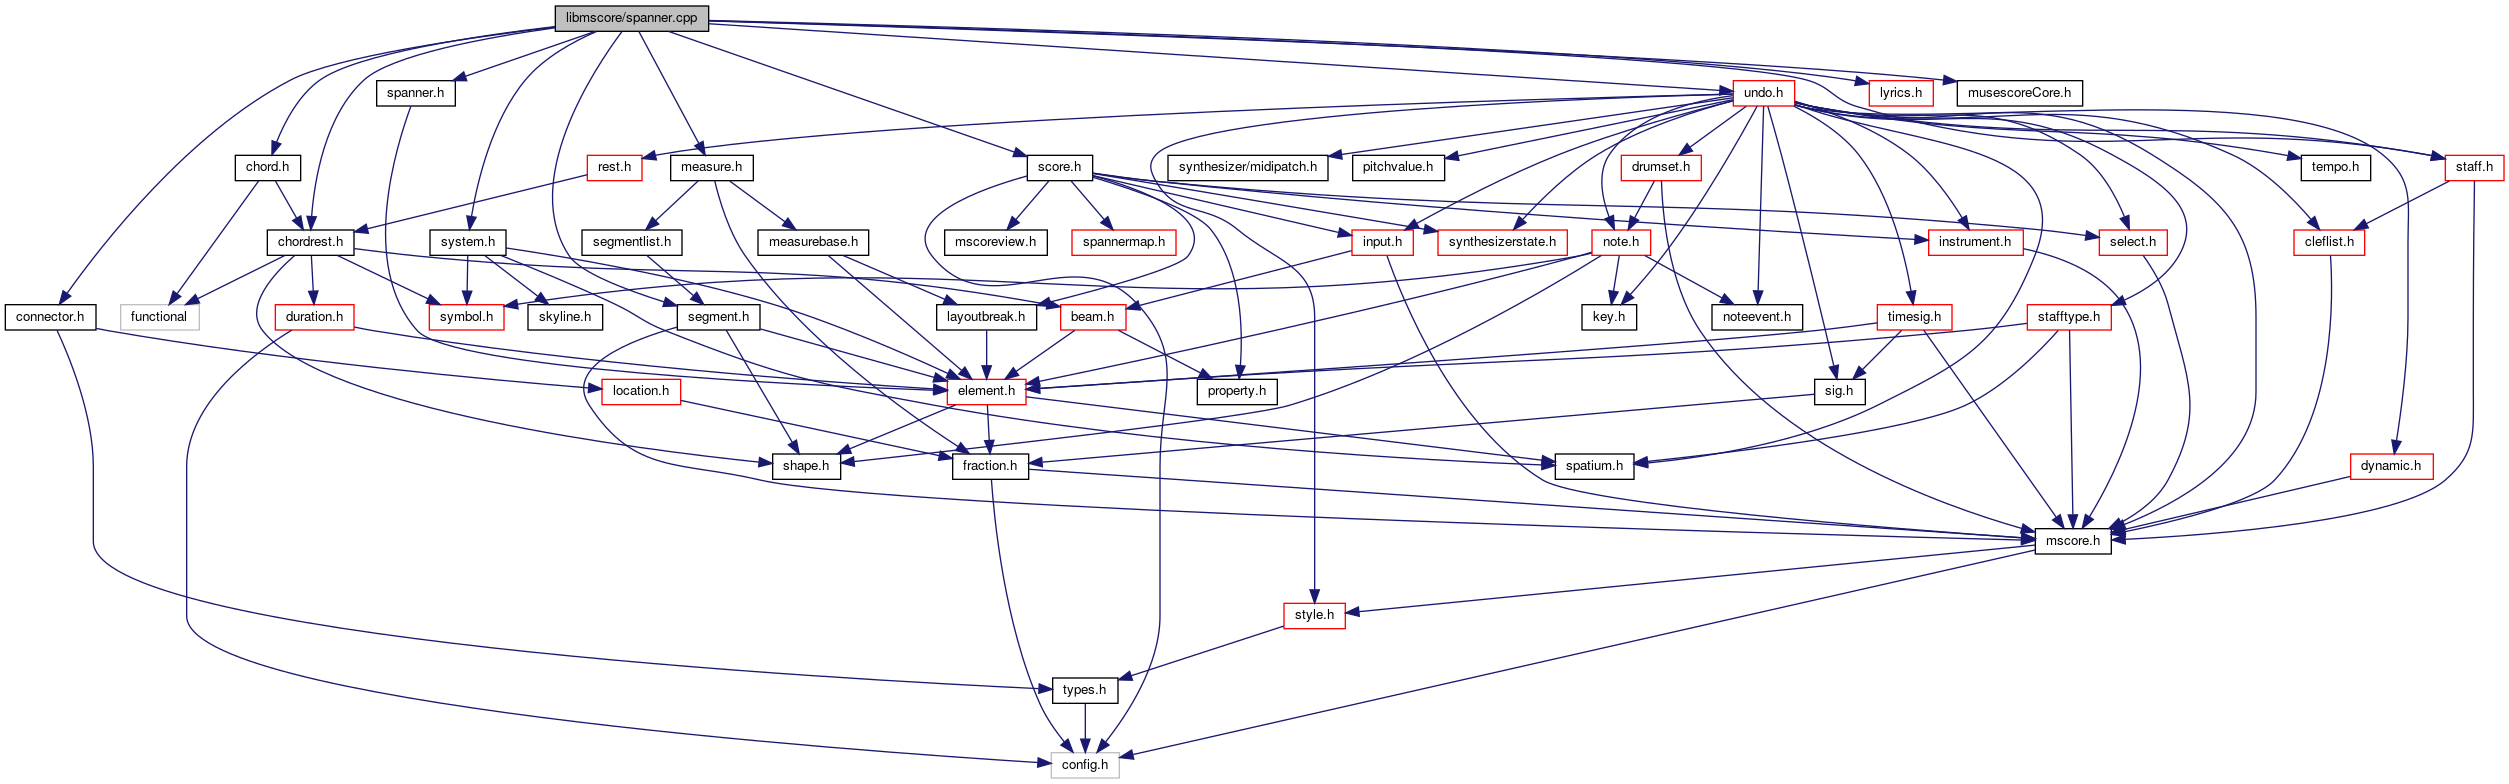 libmscore/spanner.cpp
spanner.h
undo.h
lyrics.h
musescoreCore.h
chord.h
rest.h
measure.h
score.h
synthesizer/midipatch.h
pitchvalue.h
drumset.h
tempo.h
staff.h
chordrest.h
system.h
segmentlist.h
measurebase.h
mscoreview.h
spannermap.h
input.h
synthesizerstate.h
note.h
instrument.h
select.h
cleflist.h
connector.h
functional
duration.h
symbol.h
skyline.h
segment.h
layoutbreak.h
beam.h
key.h
noteevent.h
timesig.h
stafftype.h
location.h
element.h
property.h
sig.h
shape.h
fraction.h
spatium.h
dynamic.h
mscore.h
style.h
types.h
config.h